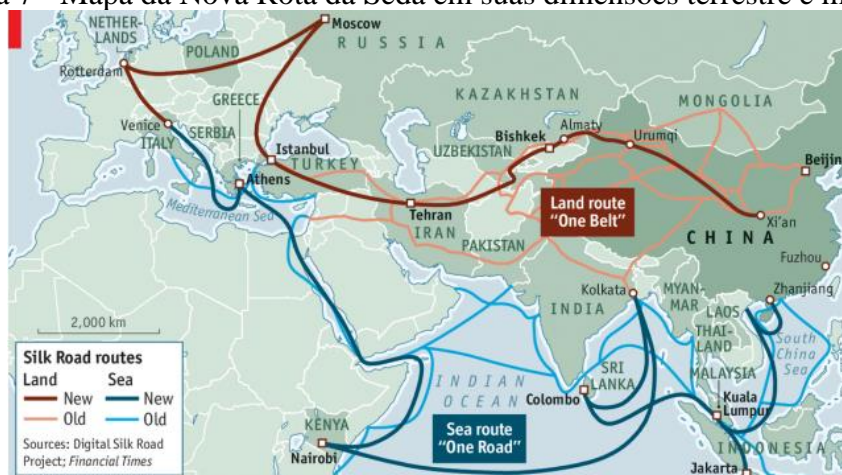 7 Mapa da Nova Rota da Seda em suas dimensões terrestre e
NETHER-
LANDS
Moscow
RUSSIA
POLAND
Rotterdam
GREECE
KAZAKHSTAN
MONGOLIA
Venice
ITALY
SERBIA
Istanbul
TURKEY
Bishkek
Almaty
Urumqi
UZBEKISTAN
Beijin
Athens
Mediterranean Sea
Tehran
IRAN
Land route
"One Belt"
Xi'an
PAKISTAN
CHINA
Fuzhou
Kolkata
MYAN-
MAR
Zhanjiang
INDIA
LAOS
THAI-
LAND
South
China
Sea
2,000 km
MALAYSIA
Silk Road routes
Land
Sea
New
New
Old
Old
Sources: Digital Silk Road
Project; Financial Times
INDIAN
OCEAN
SRI
LANKA
Colombo
Kuala
Lumpur
KENYA
Sea route
"One Road"
Nairobi
INDONESIA
Jakarta